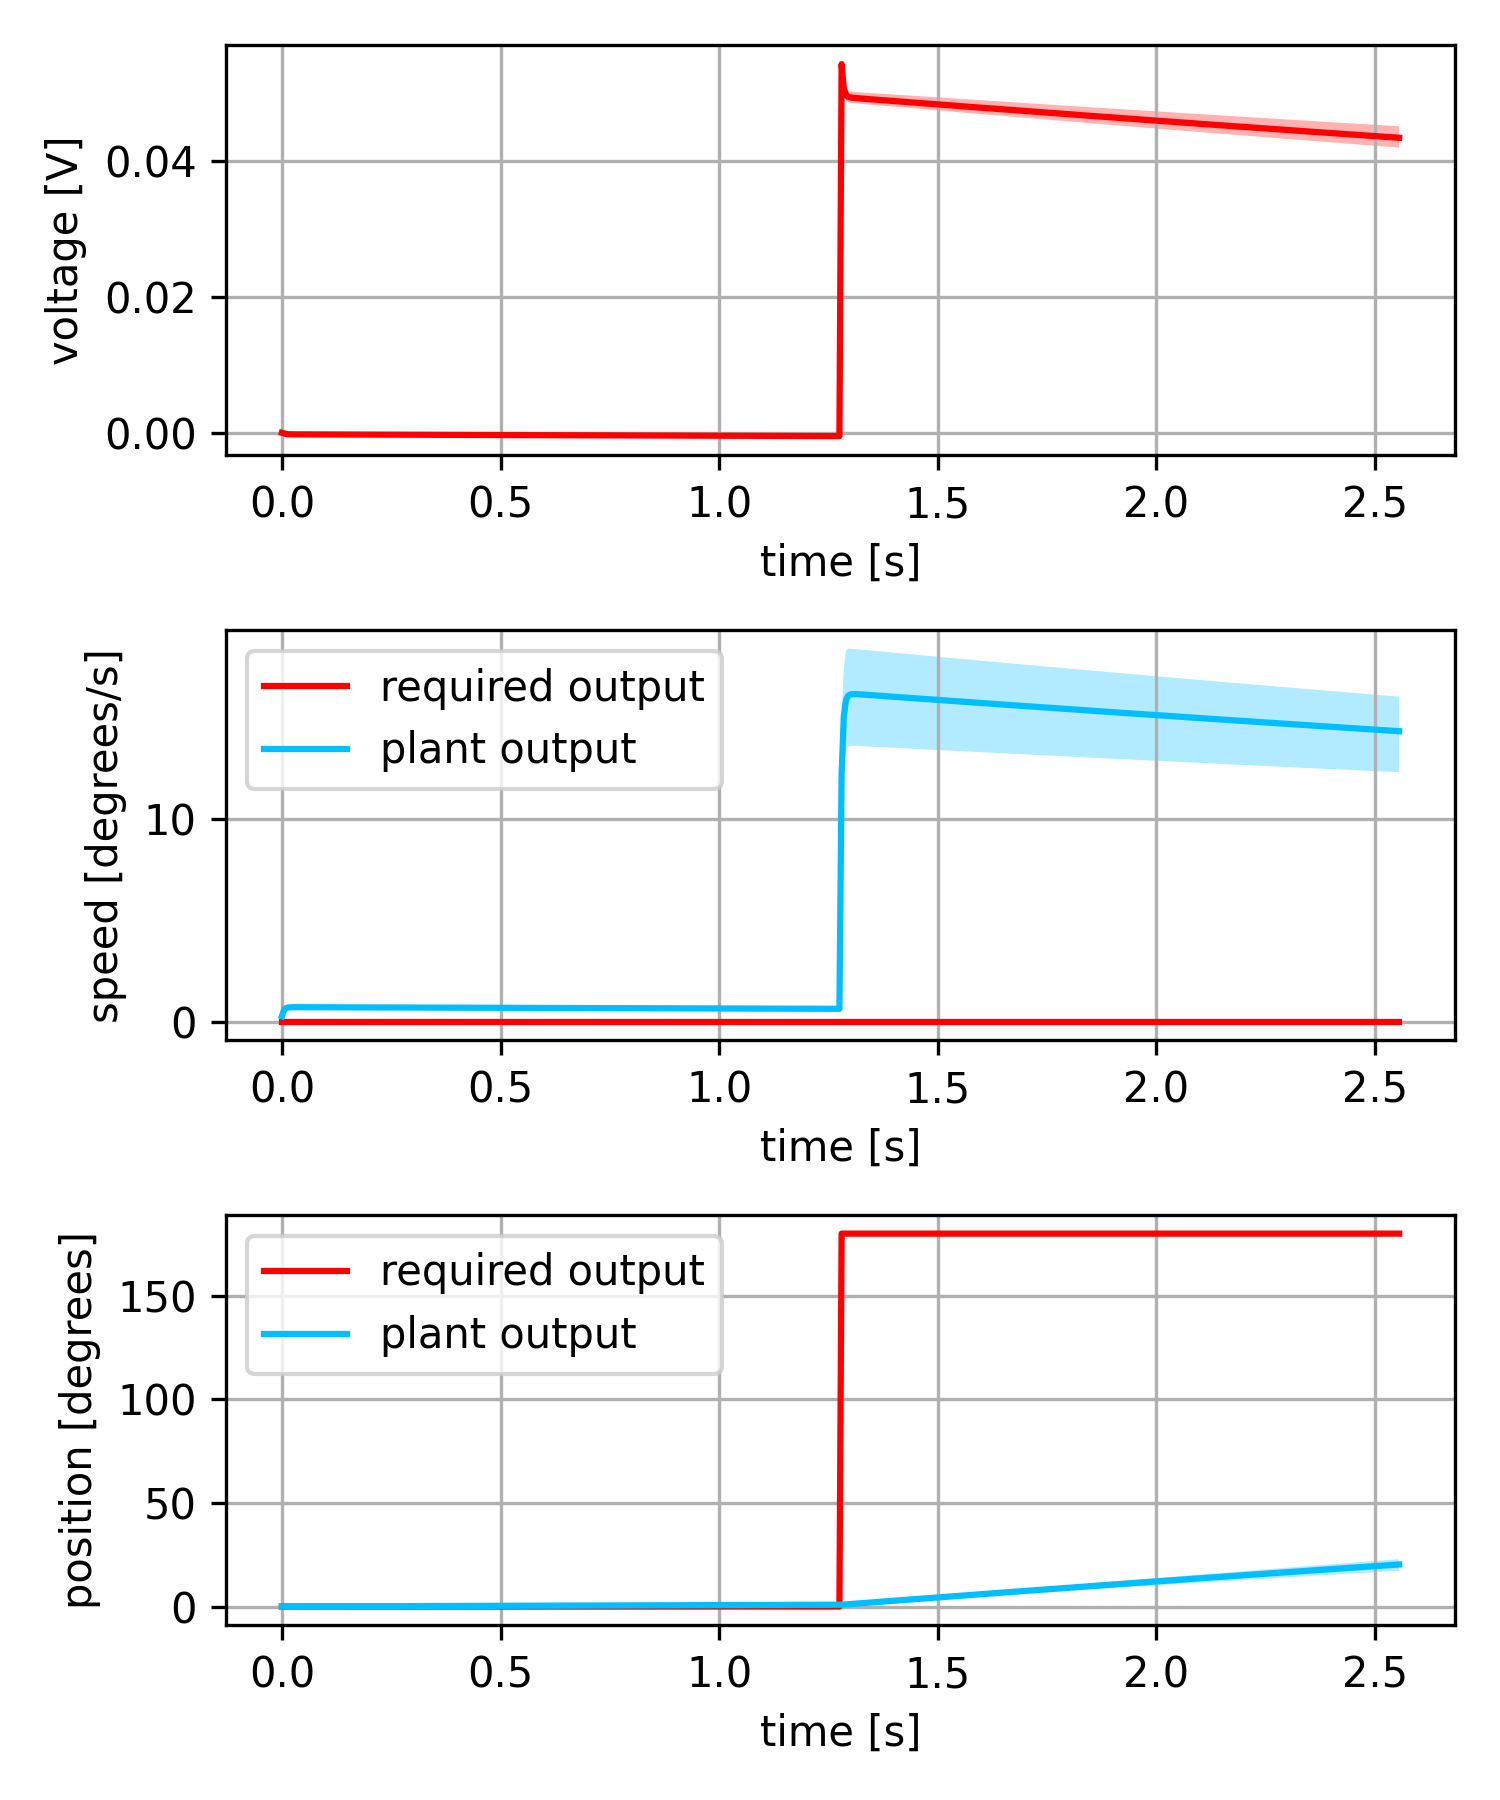 voltage [V]
0.04
0.02
0.00
0.0 0.5 1.0 1.5 2.0 2.5
time [s]
speed [degrees/s]
required output
plant output
10
0
0.0 0.5 1.0 1.5 2.0 2.5
time [s]
position [degrees]
required output
plant output
150
100
50
0
0.0 0.5 1.0 1.5 2.0 2.5
time [s]